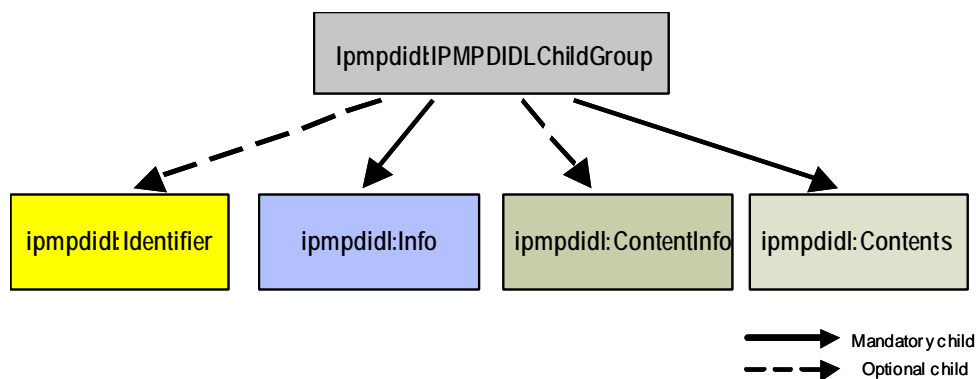 Ipmpdidl:IPMPDIDLChildGroup
ipmpdidl:Identifier
ipmpdidl:Info
ipmpdidl:ContentInfo
ipmpdidl:Contents
Mandatory child
Optional child